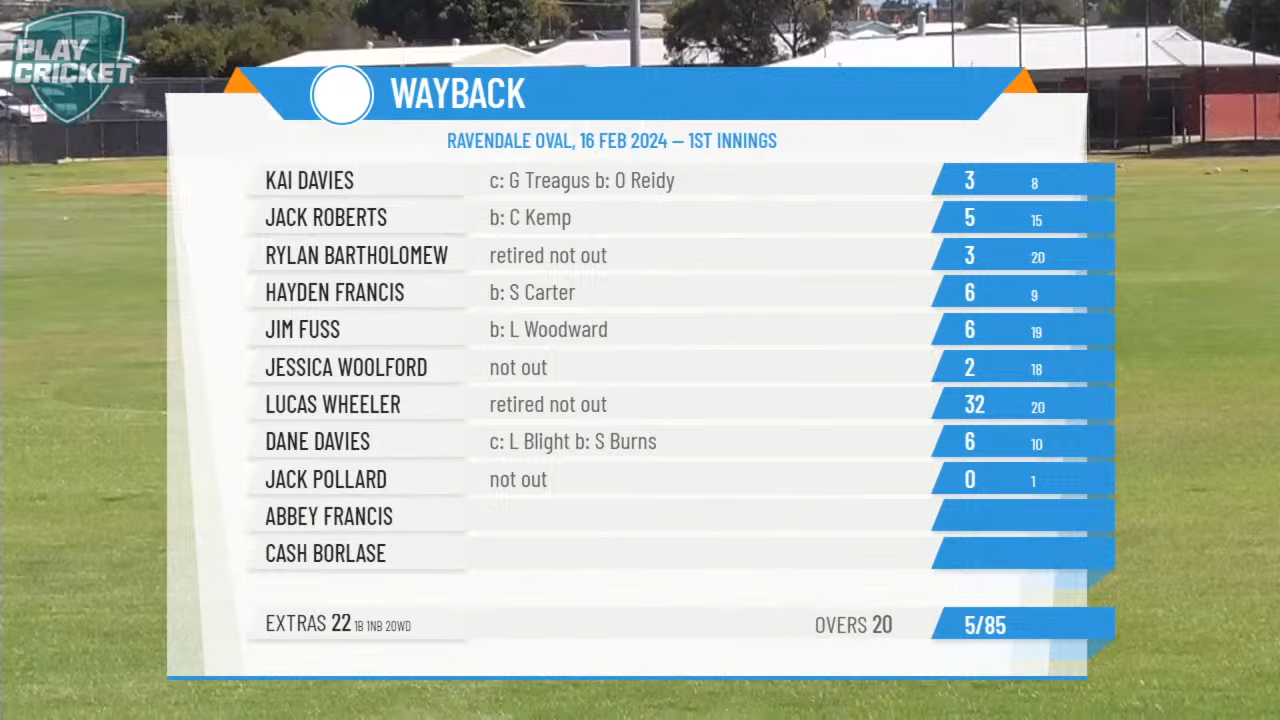 PLAY
CRICKET.
WAYBACK
RAVENDALE OVAL, 16 FEB 2024 – 1ST INNINGS
KAI DAVIES c: G Treagus b: O Reidy 3 8
JACK ROBERTS b: C Kemp 5 15
RYLAN BARTHOLOMEW retired not out 3 20
HAYDEN FRANCIS b: S Carter 6 9
JIM FUSS b: L Woodward 6 19
JESSICA WOOLFORD not out 2 18
LUCAS WHEELER retired not out 32 20
DANE DAVIES c: L Blight b: S Burns 6 10
JACK POLLARD not out 0 1
ABBEY FRANCIS
CASH BORLASE
EXTRAS 22 1B 1NB 20WD OVERS 20 5/85